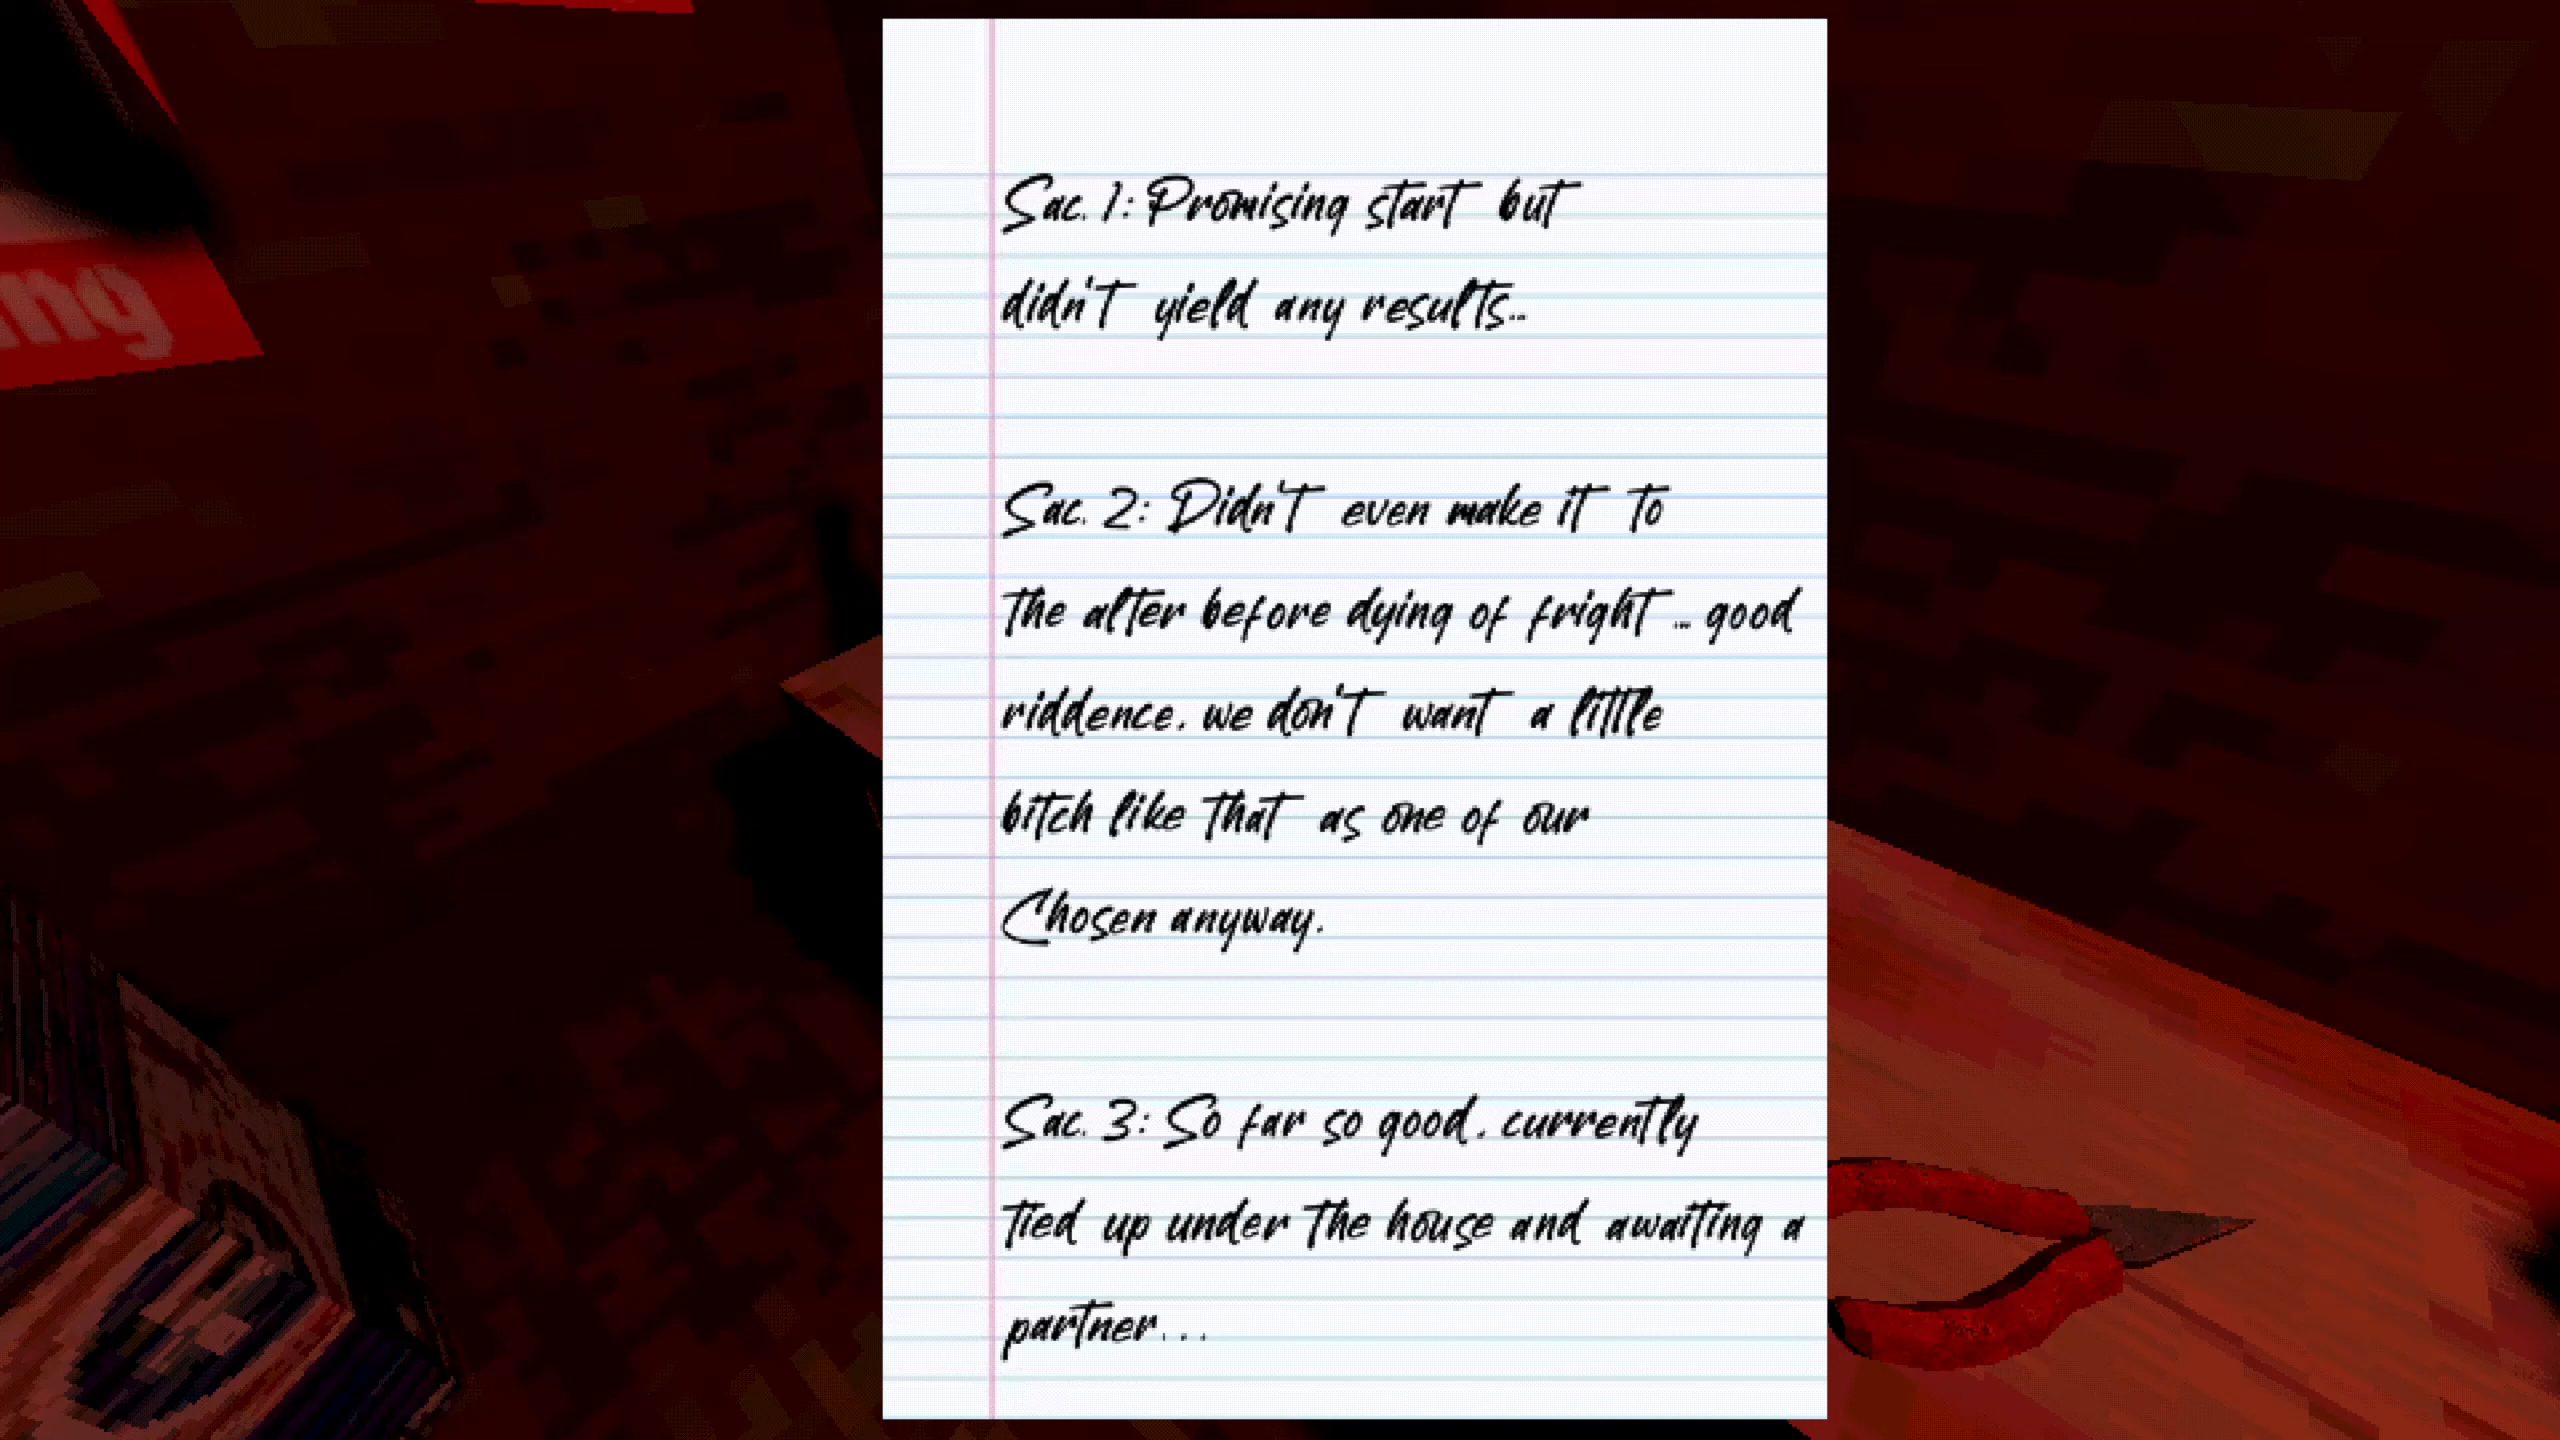 ing
Sac. 1: Promising start but
didn't yield any results..
Sac. 2: Didn't even make it to
the alter before dying of fright ... good
riddence. we don't want a little
bitch like that as one of our
Chosen anyway.
Sac. 3: So far so good. currently
tied up under the house and awaiting a
partner...